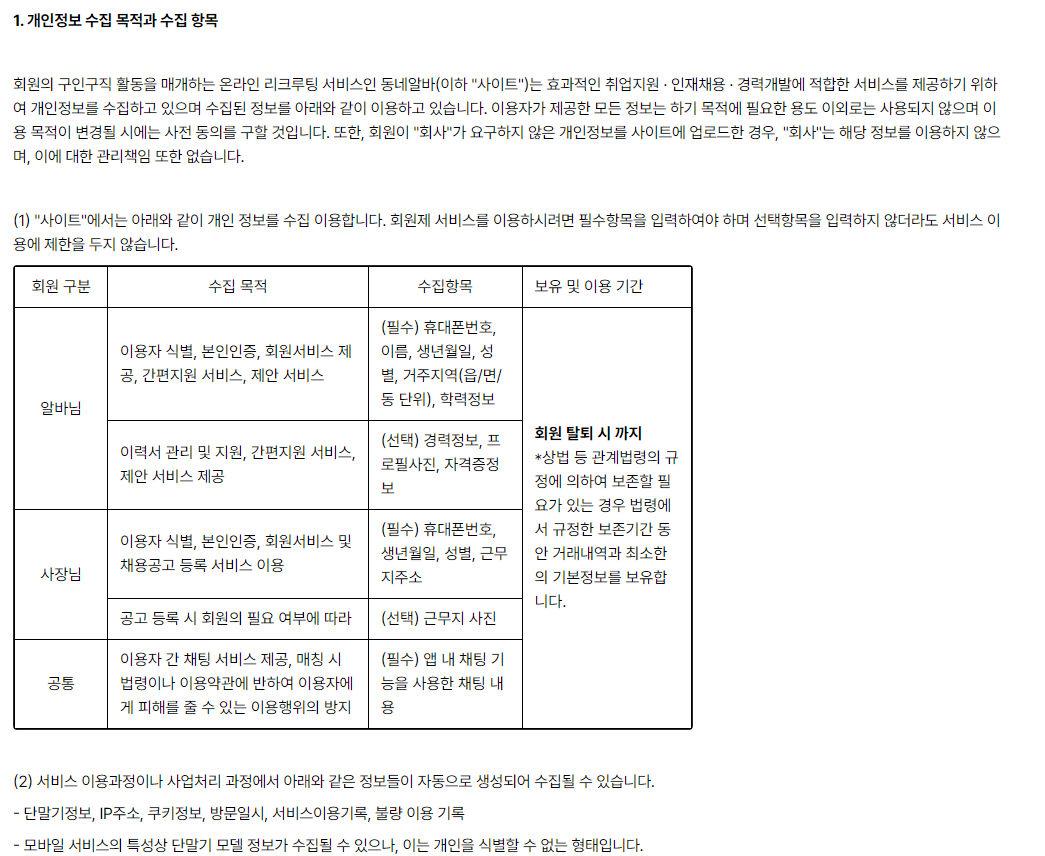 1. 개인정보 수집 목적과 수집 항목
회원의 구인구직 활동을 매개하는 온라인 리크루팅 서비스인 동네알바(이하 "사이트")는 효과적인 취업지원 · 인재채용 · 경력개발에 적합한 서비스를 제공하기 위하
여 개인정보를 수집하고 있으며 수집된 정보를 아래와 같이 이용하고 있습니다. 이용자가 제공한 모든 정보는 하기 목적에 필요한 용도 이외로는 사용되지 않으며 이
용 목적이 변경될 시에는 사전 동의를 구할 것입니다. 또한, 회원이 "회사"가 요구하지 않은 개인정보를 사이트에 업로드한 경우, "회사"는 해당 정보를 이용하지 않으
며, 이에 대한 관리책임 또한 없습니다.
(1) "사이트"에서는 아래와 같이 개인 정보를 수집 이용합니다. 회원제 서비스를 이용하시려면 필수항목을 입력하여야 하며 선택항목을 입력하지 않더라도 서비스 이
용에 제한을 두지 않습니다.
회원 구분 수집 목적 수집항목 보유 및 이용 기간
알바님
이용자 식별, 본인인증, 회원서비스 제
공, 간편지원 서비스, 제안 서비스
(필수) 휴대폰번호,
이름, 생년월일, 성
별, 거주지역(읍/면/
동 단위), 학력정보
이력서 관리 및 지원, 간편지원 서비스,
제안 서비스 제공
(선택) 경력정보, 프
로필사진, 자격증정
보
사장님
이용자 식별, 본인인증, 회원서비스 및
채용공고 등록 서비스 이용
(필수) 휴대폰번호,
생년월일, 성별, 근무
지주소
공고 등록 시 회원의 필요 여부에 따라
(선택) 근무지 사진
공통
이용자 간 채팅 서비스 제공, 매칭 시
법령이나 이용약관에 반하여 이용자에
게 피해를 줄 수 있는 이용행위의 방지
(필수) 앱 내 채팅 기
능을 사용한 채팅 내
용
회원 탈퇴 시 까지
*상법 등 관계법령의 규
정에 의하여 보존할 필
요가 있는 경우 법령에
서 규정한 보존기간 동
안 거래내역과 최소한
의 기본정보를 보유합
니다.
(2) 서비스 이용과정이나 사업처리 과정에서 아래와 같은 정보들이 자동으로 생성되어 수집될 수 있습니다.
- 단말기정보, IP주소, 쿠키정보, 방문일시, 서비스이용기록, 불량 이용 기록
- 모바일 서비스의 특성상 단말기 모델 정보가 수집될 수 있으나, 이는 개인을 식별할 수 없는 형태입니다.